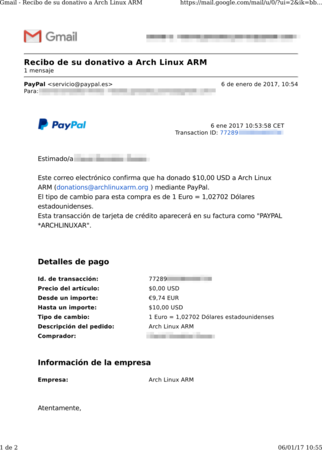 Gmail - Recibo de su donativo a Arch Linux ARM https://mail.google.com/mail/u/0/?ui=2&ik=bb...
Gmail
Recibo de su donativo a Arch Linux ARM
1 mensaje
PayPal <servicio@paypal.es> 6 de enero de 2017, 10:54
Para:
PayPal 6 ene 2017 10:53:58 CET
Transaction ID: 77289
Estimado/a
Este correo electrónico confirma que ha donado $10,00 USD a Arch Linux
ARM (donations@archlinuxarm.org ) mediante PayPal.
El tipo de cambio para esta compra es de 1 Euro = 1,02702 Dólares
estadounidenses.
Esta transacción de tarjeta de crédito aparecerá en su factura como "PAYPAL
*ARCHLINUXAR".
Detalles de pago
Id. de transacción: 77289
Precio del artículo: $0,00 USD
Desde un importe: €9,74 EUR
Hasta un importe: $10,00 USD
Tipo de cambio: 1 Euro = 1,02702 Dólares estadounidenses
Descripción del pedido: Arch Linux ARM
Comprador:
Información de la empresa
Empresa: Arch Linux ARM
Atentamente,
1 de 2 06/01/17 10:55